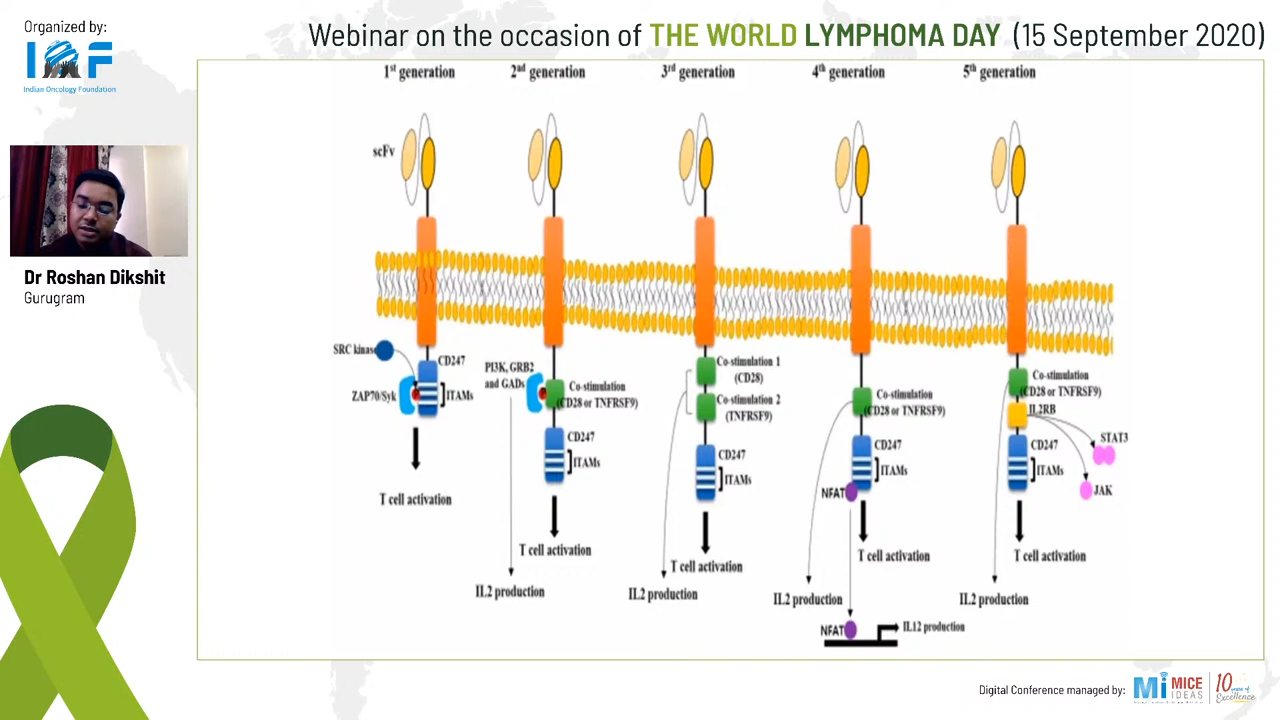 Organized by:
IOF
Indian Oncology Foundation
Webinar on the occasion of THE WORLD LYMPHOMA DAY (15 September 2020)
Dr Roshan Dikshit
Gurugram
1st generation
2nd generation
3rd generation
4th generation
5th generation
scFv
SRC kinase
CD247
ZAP70/Syk
ITAMs
T cell activation
PI3K, GRB2
and GADs
Co-stimulation
(CD28 or TNFRSF9)
CD247
ITAMs
T cell activation
IL2 production
Co-stimulation 1
(CD28)
Co-stimulation 2
(TNFRSF9)
CD247
ITAMs
T cell activation
IL2 production
Co-stimulation
(CD28 or TNFRSF9)
CD247
ITAMs
NFAT
T cell activation
IL2 production
NFAT
IL12 production
Co-stimulation
(CD28 or TNFRSF9)
IL2RB
STAT3
CD247
ITAMs
JAK
T cell activation
IL2 production
Digital Conference managed by:
Mi MICE
IDEAS
10 years of
Excellence